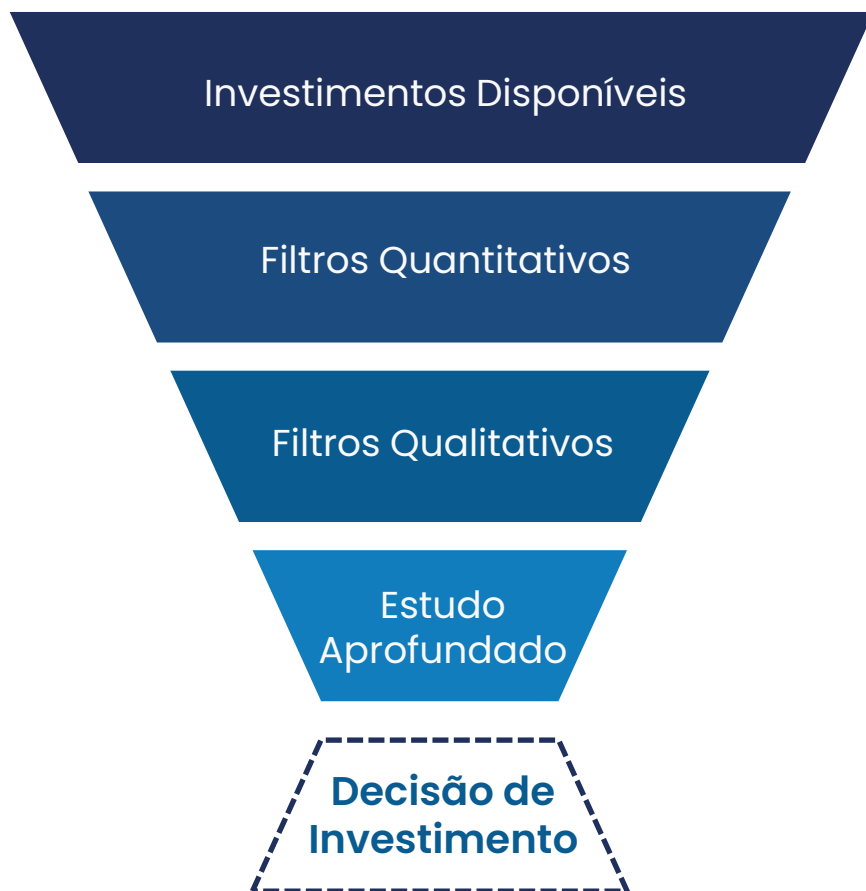 Investimentos Disponíveis
Filtros Quantitativos
Filtros Qualitativos
Estudo
Aprofundado
Decisão de
Investimento